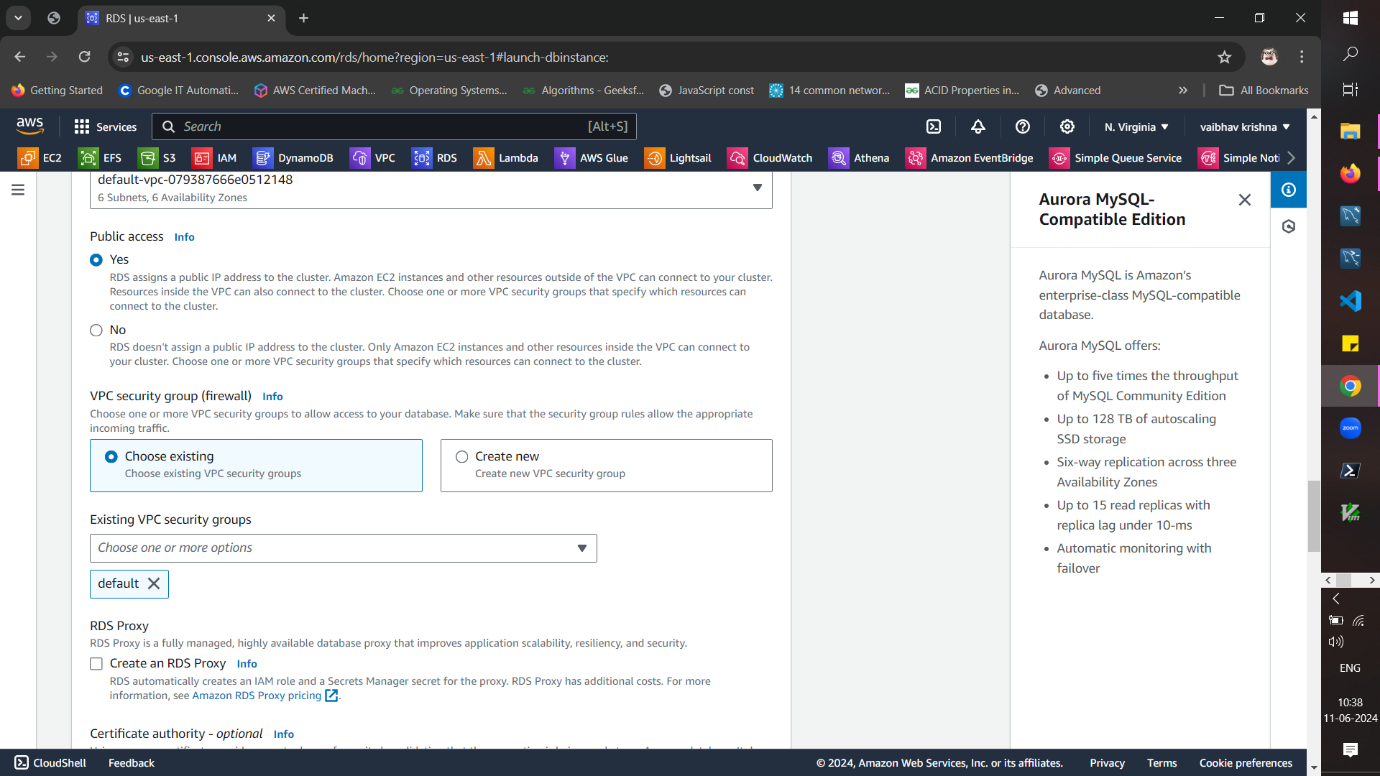 RDS | us-east-1
us-east-1.console.aws.amazon.com/rds/home?region=us-east-1#launch-dbinstance:
Getting Started
Google IT Automati...
AWS Certified Mach...
Operating Systems...
Algorithms - Geeksf...
JavaScript const
14 common networ...
ACID Properties in...
Advanced
»
All Bookmarks
aws
Services
Search
[Alt+S]
N. Virginia
vaibhav krishna
EC2
EFS
S3
IAM
DynamoDB
VPC
RDS
Lambda
AWS Glue
Lightsail
CloudWatch
Athena
Amazon EventBridge
Simple Queue Service
Simple Noti
default-vpc-079387666e0512148
6 Subnets, 6 Availability Zones
Public access Info
Yes
RDS assigns a public IP address to the cluster. Amazon EC2 instances and other resources outside of the VPC can connect to your cluster.
Resources inside the VPC can also connect to the cluster. Choose one or more VPC security groups that specify which resources can
connect to the cluster.
No
RDS doesn't assign a public IP address to the cluster. Only Amazon EC2 instances and other resources inside the VPC can connect to
your cluster. Choose one or more VPC security groups that specify which resources can connect to the cluster.
VPC security group (firewall) Info
Choose one or more VPC security groups to allow access to your database. Make sure that the security group rules allow the appropriate
incoming traffic.
Choose existing
Choose existing VPC security groups
Create new
Create new VPC security group
Existing VPC security groups
Choose one or more options
default
RDS Proxy
RDS Proxy is a fully managed, highly available database proxy that improves application scalability, resiliency, and security.
Create an RDS Proxy Info
RDS automatically creates an IAM role and a Secrets Manager secret for the proxy. RDS Proxy has additional costs. For more
information, see Amazon RDS Proxy pricing.
Certificate authority - optional Info
Aurora MySQL-
Compatible Edition
Aurora MySQL is Amazon's
enterprise-class MySQL-compatible
database.
Aurora MySQL offers:
• Up to five times the throughput
of MySQL Community Edition
• Up to 128 TB of autoscaling
SSD storage
• Six-way replication across three
Availability Zones
• Up to 15 read replicas with
replica lag under 10-ms
• Automatic monitoring with
failover
zoom
ENG
10:38
11-06-2024
CloudShell
Feedback
© 2024, Amazon Web Services, Inc. or its affiliates.
Privacy
Terms
Cookie preferences